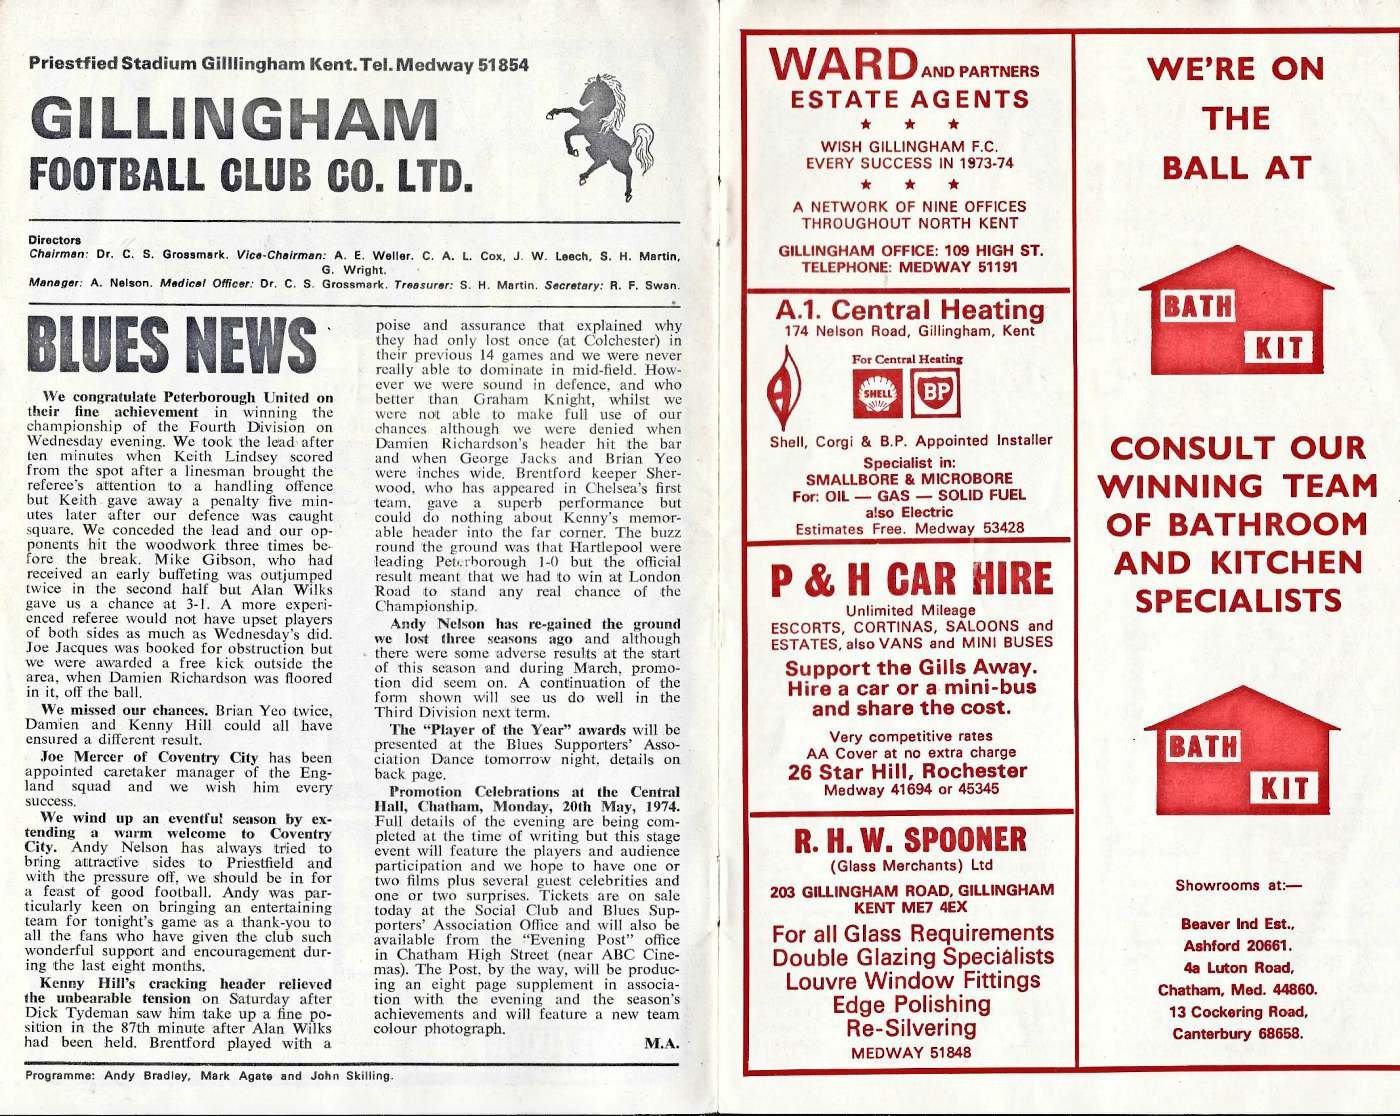 Priestfied Stadium Gilllingham Kent. Tel. Medway 51854
GILLINGHAM
FOOTBALL CLUB CO. LTD.
Directors
Chairman: Dr. C. S. Grossmark. Vice-Chairman: A. E. Weller. C. A. L. Cox, J. W. Leech, S. H. Martin,
G. Wright.
Manager: A. Nelson. Medical Officer: Dr. C. S. Grossmark. Treasurer: S. H. Martin. Secretary: R. F. Swan.
BLUES NEWS
We congratulate Peterborough United on
their fine achievement in winning the
championship of the Fourth Division on
Wednesday evening. We took the lead after
ten minutes when Keith Lindsey scored
from the spot after a linesman brought the
referee's attention to a handling offence
but Keith gave away a penalty five min-
utes later after our defence was caught
square. We conceded the lead and our op-
ponents hit the woodwork three times be-
fore the break. Mike Gibson, who had
received an early buffeting was outjumped
twice in the second half but Alan Wilks
gave us a chance at 3-1. A more experi-
enced referee would not have upset players
of both sides as much as Wednesday's did.
Joe Jacques was booked for obstruction but
we were awarded a free kick outside the
area, when Damien Richardson was floored
in it, off the ball.
We missed our chances. Brian Yeo twice,
Damien and Kenny Hill could all have
ensured a different result.
Joe Mercer of Coventry City has been
appointed caretaker manager of the Eng-
land squad and we wish him every
success.
We wind up an eventful season by ex-
tending a warm welcome to Coventry
City. Andy Nelson has always tried to
bring attractive sides to Priestfield and
with the pressure off, we should be in for
a feast of good football. Andy was par-
ticularly keen on bringing an entertaining
team for tonight's game as a thank-you to
all the fans who have given the club such
wonderful support and encouragement dur-
ing the last eight months.
Kenny Hill's cracking header relieved
the unbearable tension on Saturday after
Dick Tydeman saw him take up a fine po-
sition in the 87th minute after Alan Wilks
had been held. Brentford played with a
poise and assurance that explained why
they had only lost once (at Colchester) in
their previous 14 games and we were never
really able to dominate in mid-field. How-
ever we were sound in defence, and who
better than Graham Knight, whilst we
were not able to make full use of our
chances although we were denied when
Damien Richardson's header hit the bar
and when George Jacks and Brian Yeo
were inches wide. Brentford keeper Sher-
wood, who has appeared in Chelsea's first
team, gave a superb performance but
could do nothing about Kenny's memor-
able header into the far corner. The buzz
round the ground was that Hartlepool were
leading Peterborough 1-0 but the official
result meant that we had to win at London
Road to stand any real chance of the
Championship.
Andy Nelson has re-gained the ground
we lost three seasons ago and although
there were some adverse results at the start
of this season and during March, promo-
tion did seem on. A continuation of the
form shown will see us do well in the
Third Division next term.
The "Player of the Year" awards will be
presented at the Blues Supporters' Asso-
ciation Dance tomorrow night, details on
back page.
Promotion Celebrations at the Central
Hall, Chatham, Monday, 20th May, 1974.
Full details of the evening are being com-
pleted at the time of writing but this stage
event will feature the players and audience
participation and we hope to have one or
two films plus several guest celebrities and
one or two surprises. Tickets are on sale
today at the Social Club and Blues Sup-
porters' Association Office and will also be
available from the "Evening Post" office
in Chatham High Street (near ABC Cine-
mas). The Post, by the way, will be produc-
ing an eight page supplement in associa-
tion with the evening and the season's
achievements and will feature a new team
colour photograph.
M.A.
Programme: Andy Bradley, Mark Agate and John Skilling.
WARD AND PARTNERS
ESTATE AGENTS
WISH GILLINGHAM F.C.
EVERY SUCCESS IN 1973-74
A NETWORK OF NINE OFFICES
THROUGHOUT NORTH KENT
GILLINGHAM OFFICE: 109 HIGH ST.
TELEPHONE: MEDWAY 51191
A.1. Central Heating
174 Nelson Road, Gillingham, Kent
For Central Heating
A
SHELL
BP
Shell, Corgi & B.P. Appointed Installer
Specialist in:
SMALLBORE & MICROBORE
For: OIL — GAS — SOLID FUEL
also Electric
Estimates Free. Medway 53428
P & H CAR HIRE
Unlimited Mileage
ESCORTS, CORTINAS, SALOONS and
ESTATES, also VANS and MINI BUSES
Support the Gills Away.
Hire a car or a mini-bus
and share the cost.
Very competitive rates
AA Cover at no extra charge
26 Star Hill, Rochester
Medway 41694 or 45345
R. H. W. SPOONER
(Glass Merchants) Ltd
203 GILLINGHAM ROAD, GILLINGHAM
KENT ME7 4EX
For all Glass Requirements
Double Glazing Specialists
Louvre Window Fittings
Edge Polishing
Re-Silvering
MEDWAY 51848
WE'RE ON
THE
BALL AT
BATH
KIT
CONSULT OUR
WINNING TEAM
OF BATHROOM
AND KITCHEN
SPECIALISTS
BATH
KIT
Showrooms at:—
Beaver Ind Est.,
Ashford 20661.
4a Luton Road,
Chatham, Med. 44860.
13 Cockering Road,
Canterbury 68658.